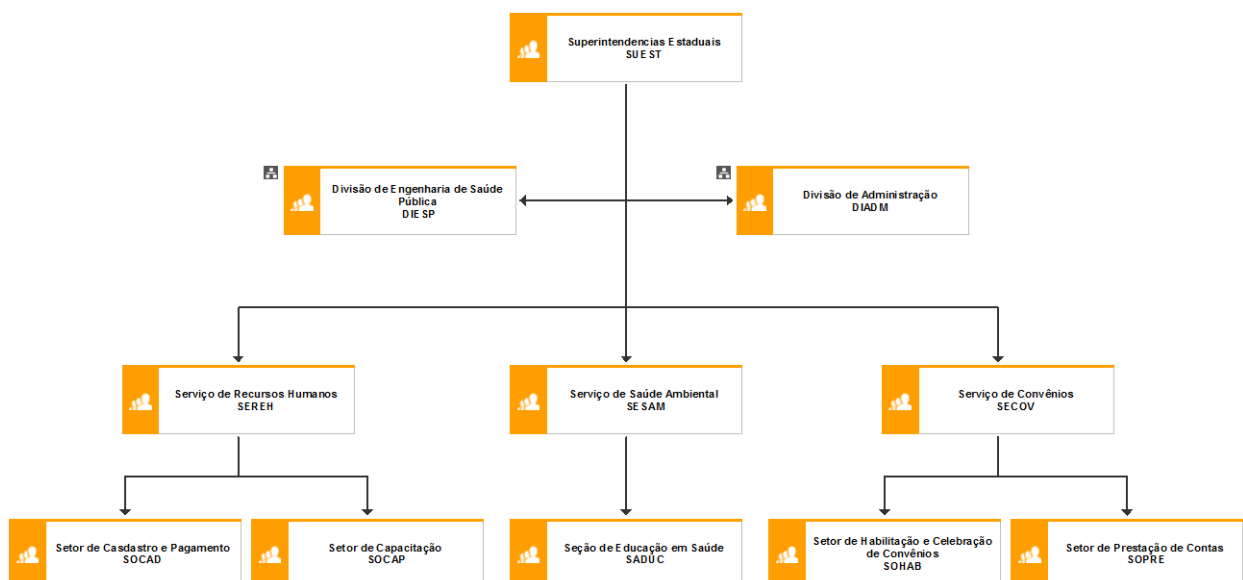 Superintendencias Estaduais
SUEST
Divisão de Engenharia de Saúde
Pública
DIESP
Divisão de Administração
DIADM
Serviço de Recursos Humanos
SEREH
Serviço de Saúde Ambiental
SESAM
Serviço de Convênios
SECOV
Setor de Casdastro e Pagamento
SOCAD
Setor de Capacitação
SOCAP
Seção de Educação em Saúde
SADUC
Setor de Habilitação e Celebração
de Convênios
SOHAB
Setor de Prestação de Contas
SOPRE